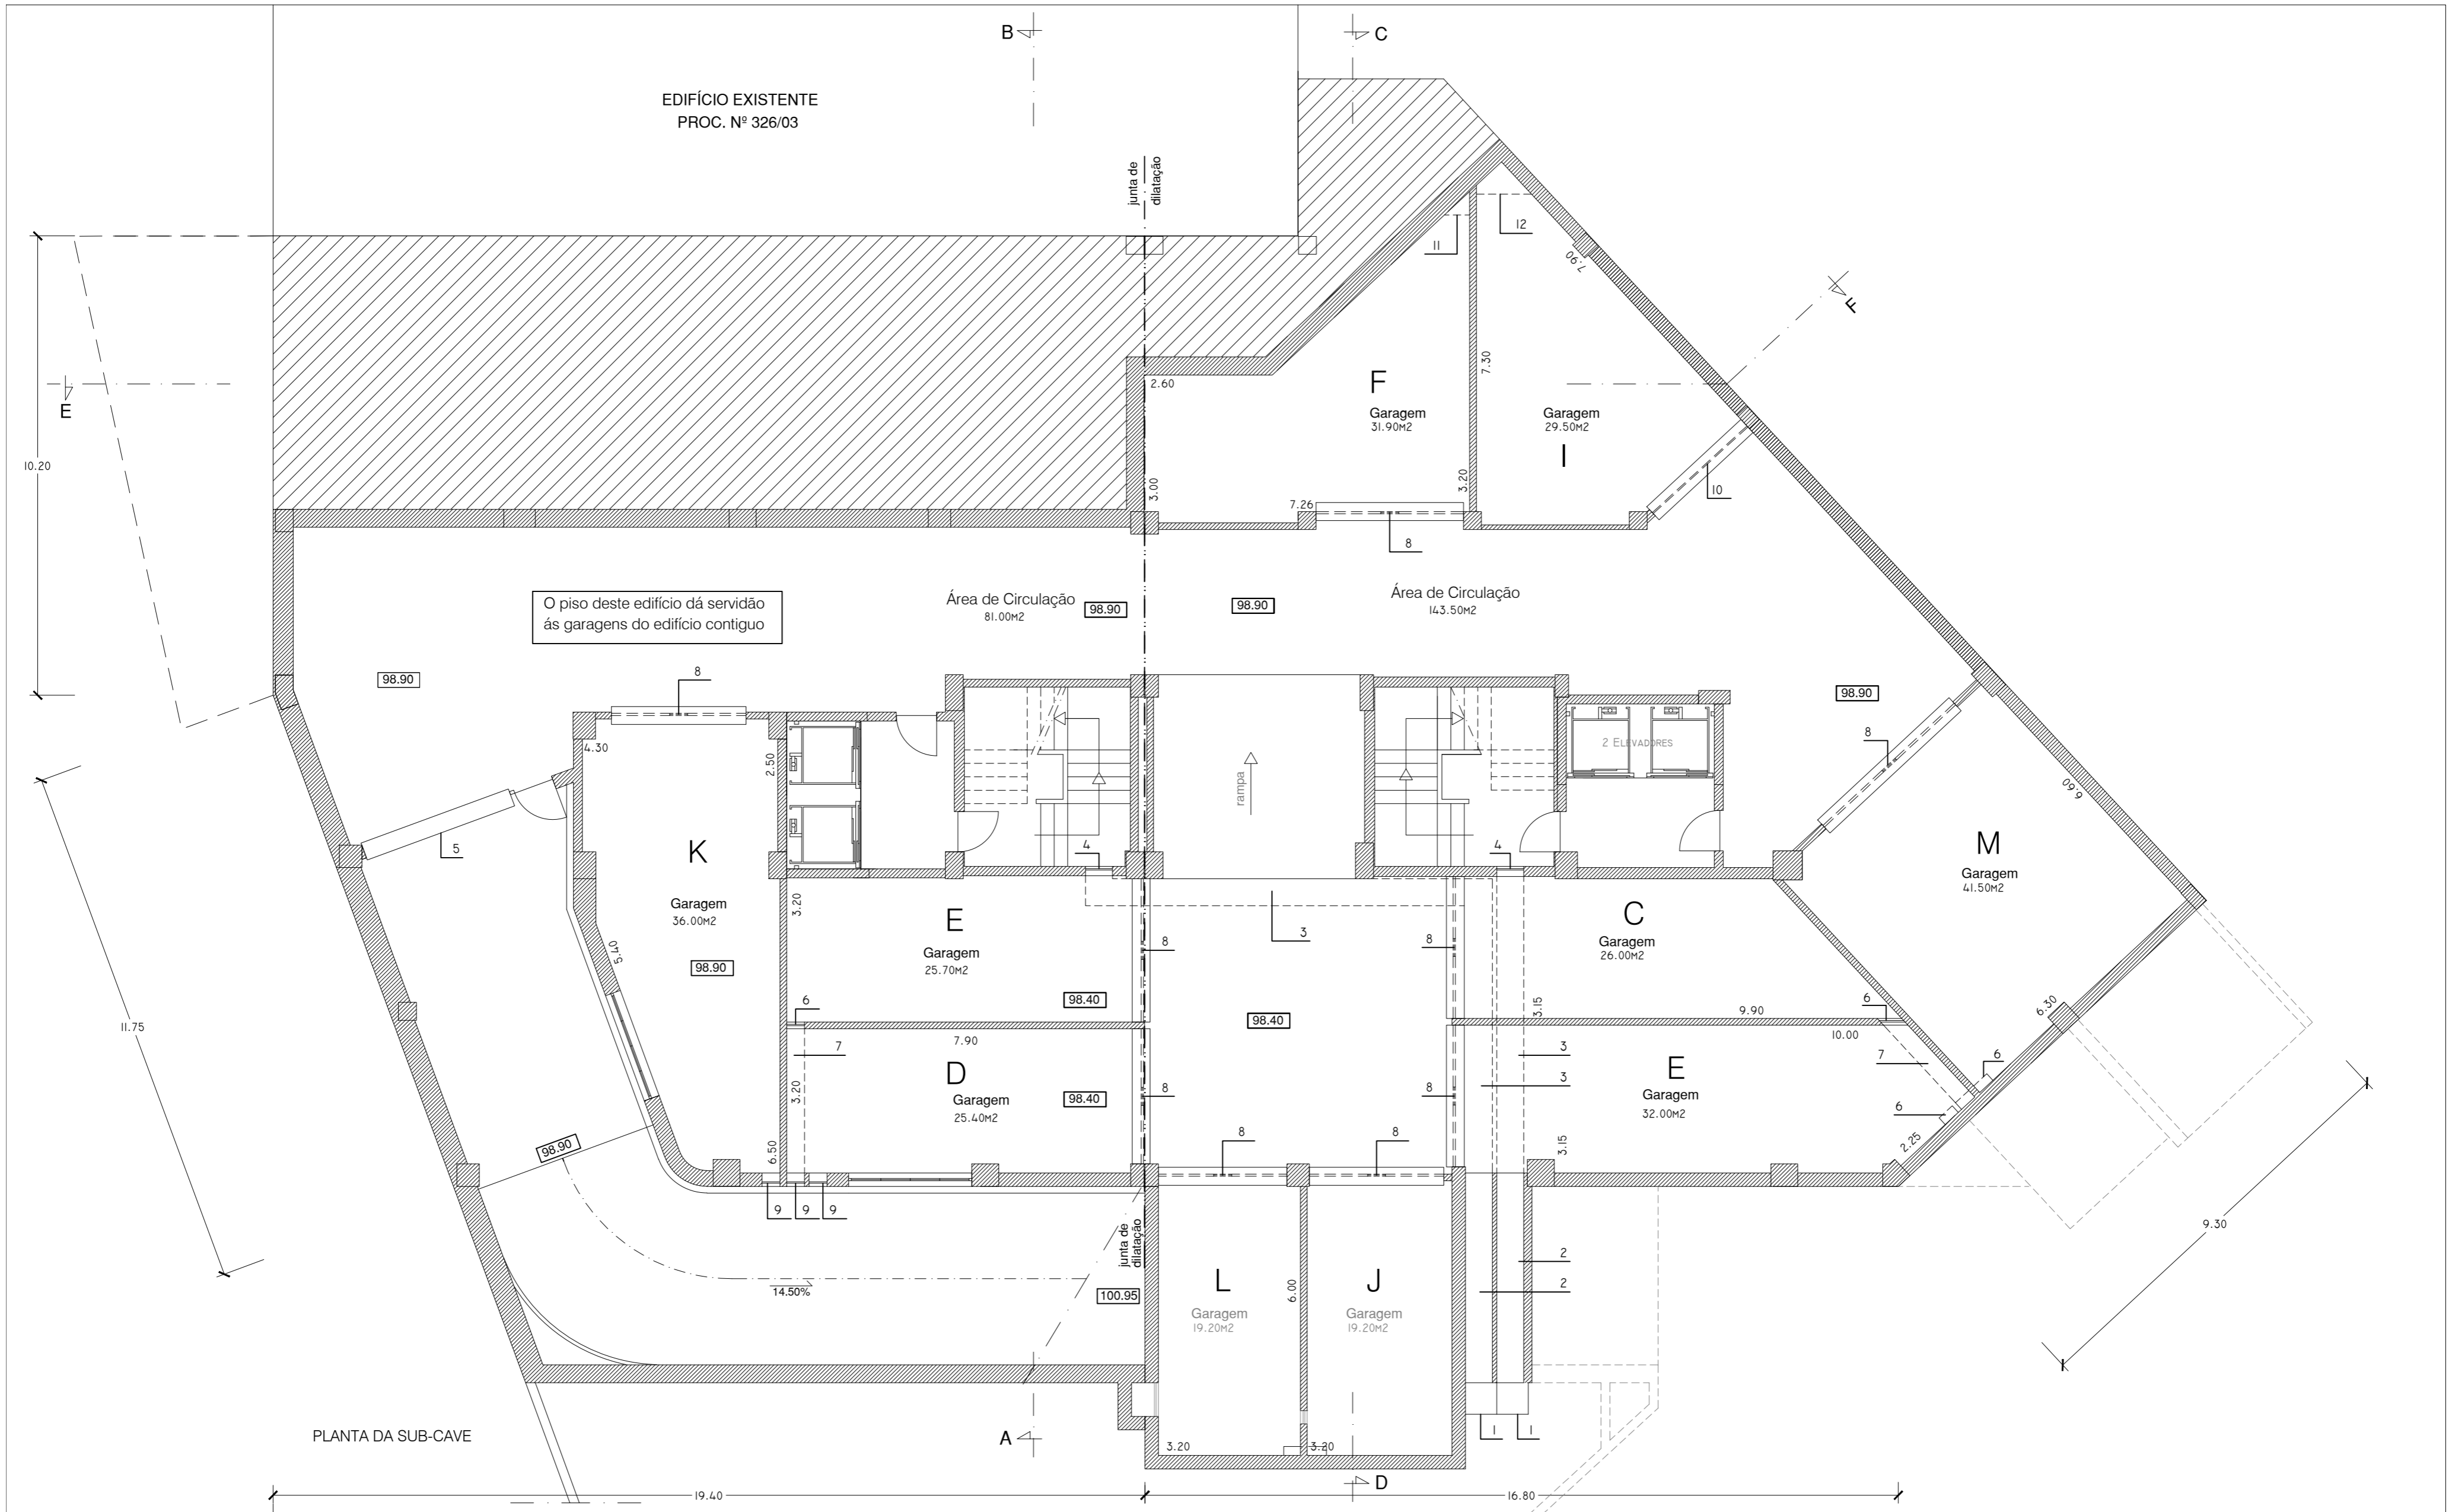 B
C
EDIFÍCIO EXISTENTE
PROC. Nº 326/03
junta de
dilatação
12
11
7.90
F
E
10.20
2.60
F
Garagem
31.90M2
7.30
Garagem
29.50M2
I
3.00
7.26
3.20
10
8
O piso deste edifício dá servidão
ás garagens do edifício contiguo
Área de Circulação
81.00M2
98.90
98.90
Área de Circulação
143.50M2
98.90
8
98.90
4.30
2.50
rampa
2 ELEVADORES
8
6.60
5
K
Garagem
36.00M2
98.90
5.40
4
4
M
Garagem
41.50M2
3.20
E
Garagem
25.70M2
98.40
8
3
8
C
Garagem
26.00M2
6
98.40
3.15
9.90
6
6.30
11.75
7
7.90
10.00
3.20
D
Garagem
25.40M2
98.40
8
8
3
3
E
Garagem
32.00M2
7
6
6
98.90
6.50
8
8
3.15
2.25
9
9
9
junta de
dilatação
9.30
14.50%
100.95
L
Garagem
19.20M2
6.00
J
Garagem
19.20M2
2
2
PLANTA DA SUB-CAVE
A
3.20
3.20
1
1
D
19.40
16.80